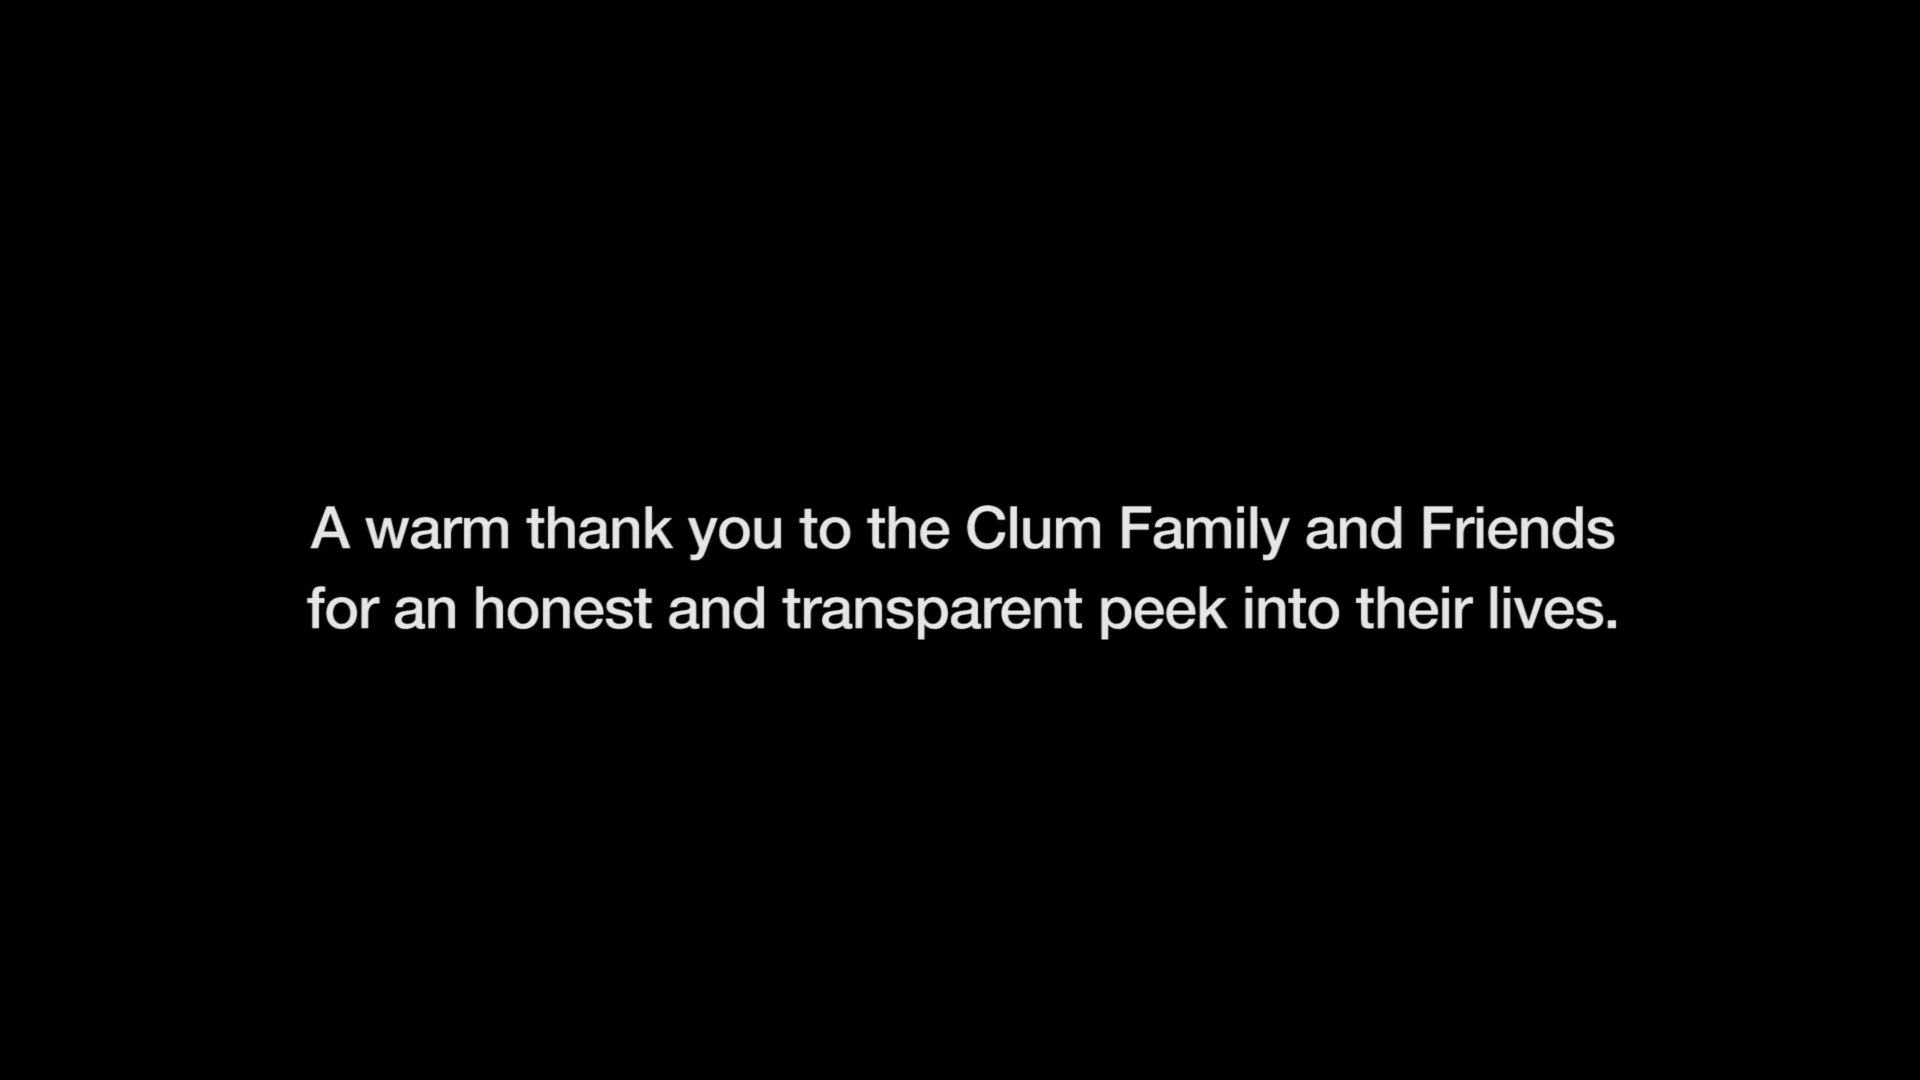 A warm thank you to the Clum Family and Friends
for an honest and transparent peek into their lives.